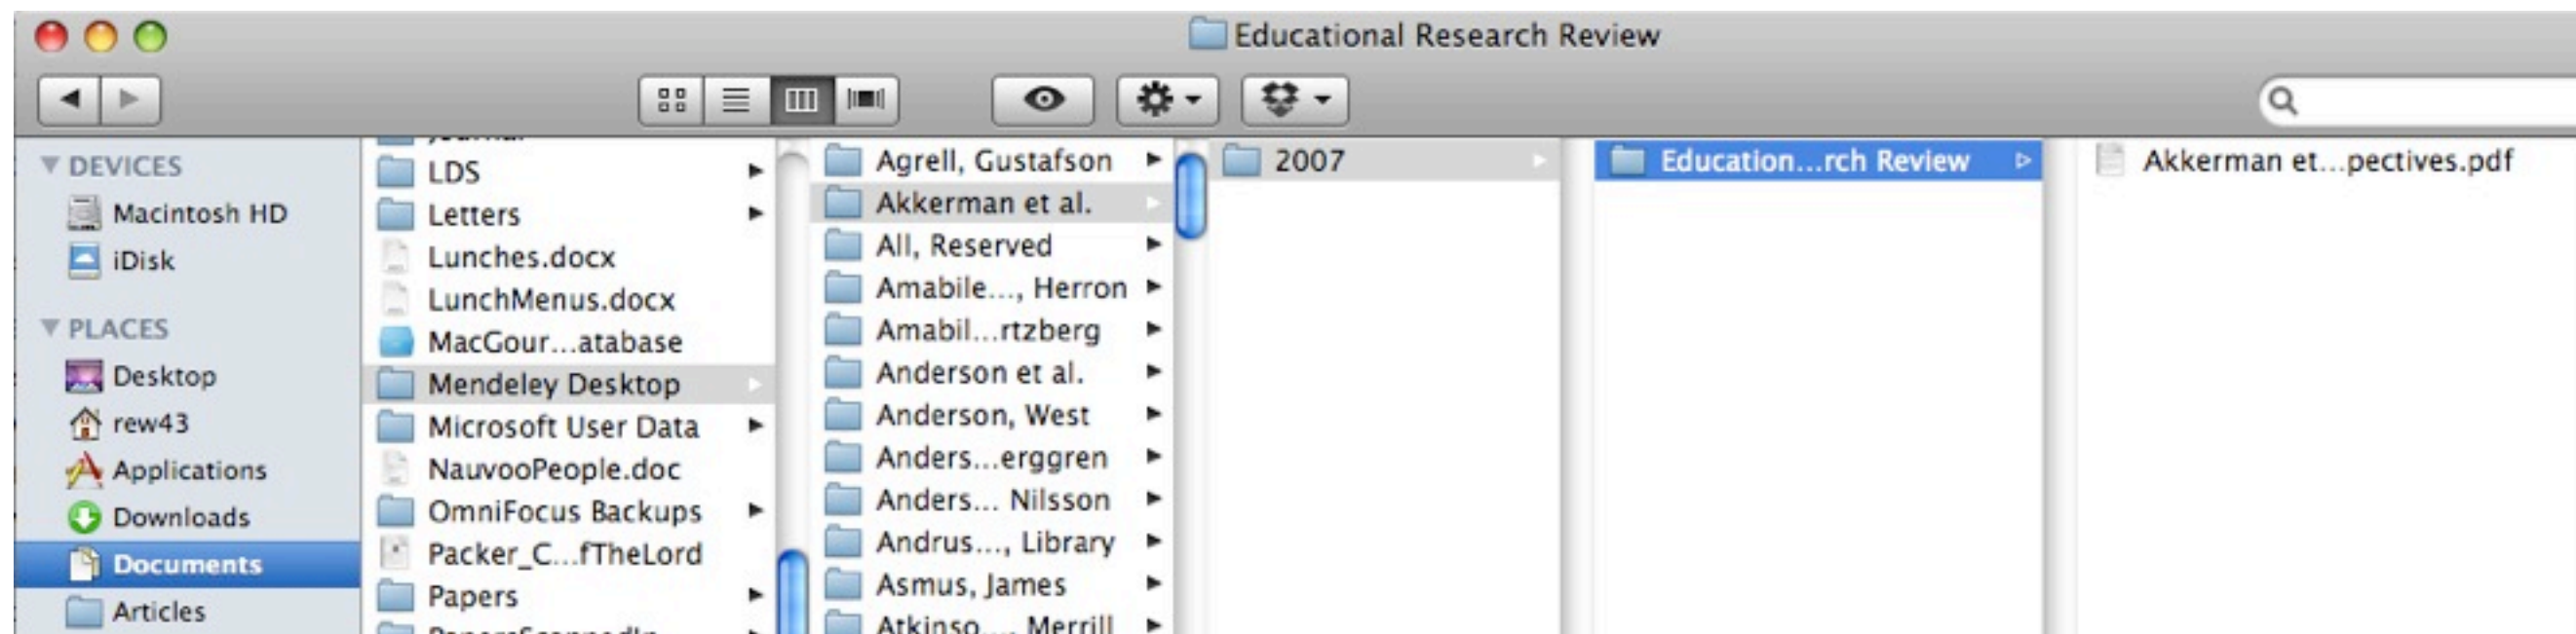 Educational Research Review
DEVICES
Macintosh HD
iDisk
PLACES
Desktop
rew43
Applications
Downloads
Documents
Articles
LDS
Letters
Lunches.docx
LunchMenus.docx
MacGour...atabase
Mendeley Desktop
Microsoft User Data
NauvooPeople.doc
OmniFocus Backups
Packer_C...fTheLord
Papers
Agrell, Gustafson
Akkerman et al.
All, Reserved
Amabile..., Herron
Amabil...rtzberg
Anderson et al.
Anderson, West
Anders...erggren
Anders... Nilsson
Andrus..., Library
Asmus, James
Atkinso..., Merrill
2007
Education...rch Review
Akkerman et...pectives.pdf